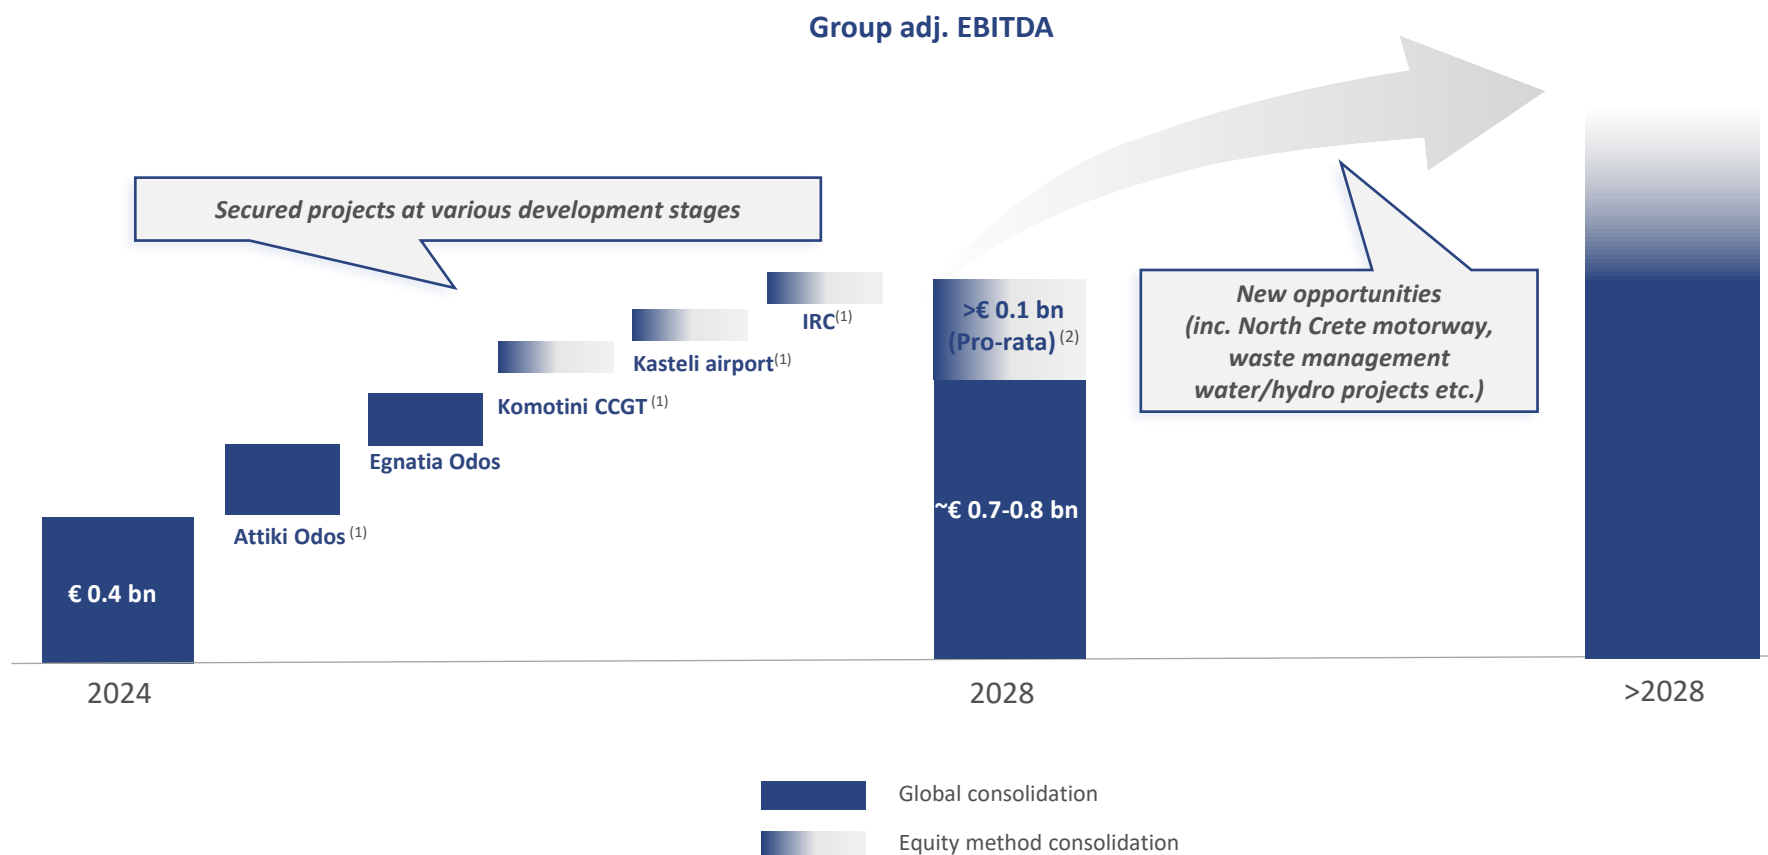 Group adj. EBITDA
Secured projects at various development stages
IRC(1)
Kasteli airport(1)
Komotini CCGT (1)
Egnatia Odos
Attiki Odos (1)
€ 0.4 bn
>€ 0.1 bn
(Pro-rata) (2)
~€ 0.7-0.8 bn
New opportunities
(inc. North Crete motorway,
waste management
water/hydro projects etc.)
2024
2028
>2028
Global consolidation
Equity method consolidation